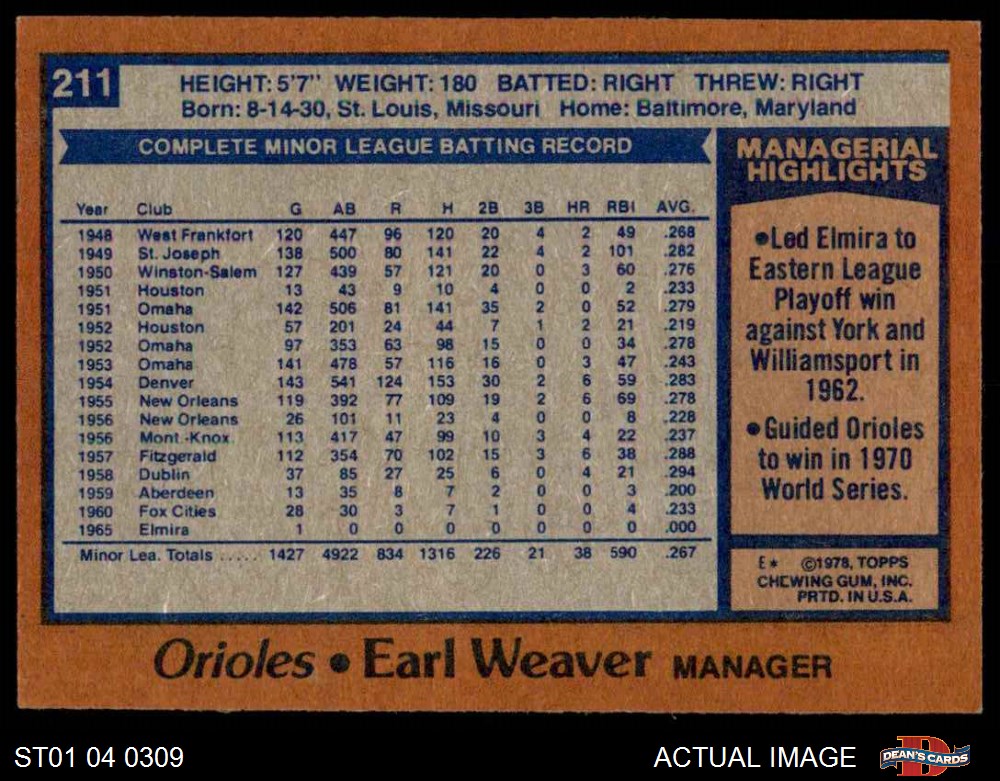 211
HEIGHT: 5'7" WEIGHT: 180 BATTED: RIGHT THREW: RIGHT
Born: 8-14-30, St. Louis, Missouri Home: Baltimore, Maryland
COMPLETE MINOR LEAGUE BATTING RECORD
Year Club G AB R H 2B 3B HR RBI AVG.
1948 West Frankfort 120 447 96 120 20 4 2 49 .268
1949 St. Joseph 138 500 80 141 22 4 2 101 .282
1950 Winston-Salem 127 439 57 121 20 0 3 60 .276
1951 Houston 13 43 9 10 4 0 0 2 .233
1951 Omaha 142 506 81 141 35 2 0 52 .279
1952 Houston 57 201 24 44 7 1 2 21 .219
1952 Omaha 97 353 63 98 15 0 0 34 .278
1953 Omaha 141 478 57 116 16 0 3 47 .243
1954 Denver 143 541 124 153 30 2 6 59 .283
1955 New Orleans 119 392 77 109 19 2 6 69 .278
1956 New Orleans 26 101 11 23 4 0 0 8 .228
1956 Mont.-Knox. 113 417 47 99 10 3 4 22 .237
1957 Fitzgerald 112 354 70 102 15 3 6 38 .288
1958 Dublin 37 85 27 25 6 0 4 21 .294
1959 Aberdeen 13 35 8 7 2 0 0 3 .200
1960 Fox Cities 28 30 3 7 1 0 0 4 .233
1965 Elmira 1 0 0 0 0 0 0 0 .000
Minor Lea. Totals ..... 1427 4922 834 1316 226 21 38 590 .267
MANAGERIAL
HIGHLIGHTS
•Led Elmira to
Eastern League
Playoff win
against York and
Williamsport in
1962.
•Guided Orioles
to win in 1970
World Series.
E* ©1978, TOPPS
CHEWING GUM, INC.
PRTD. IN U.S.A.
Orioles • Earl Weaver MANAGER
ST01 04 0309
ACTUAL IMAGE
DEAN'S CARDS